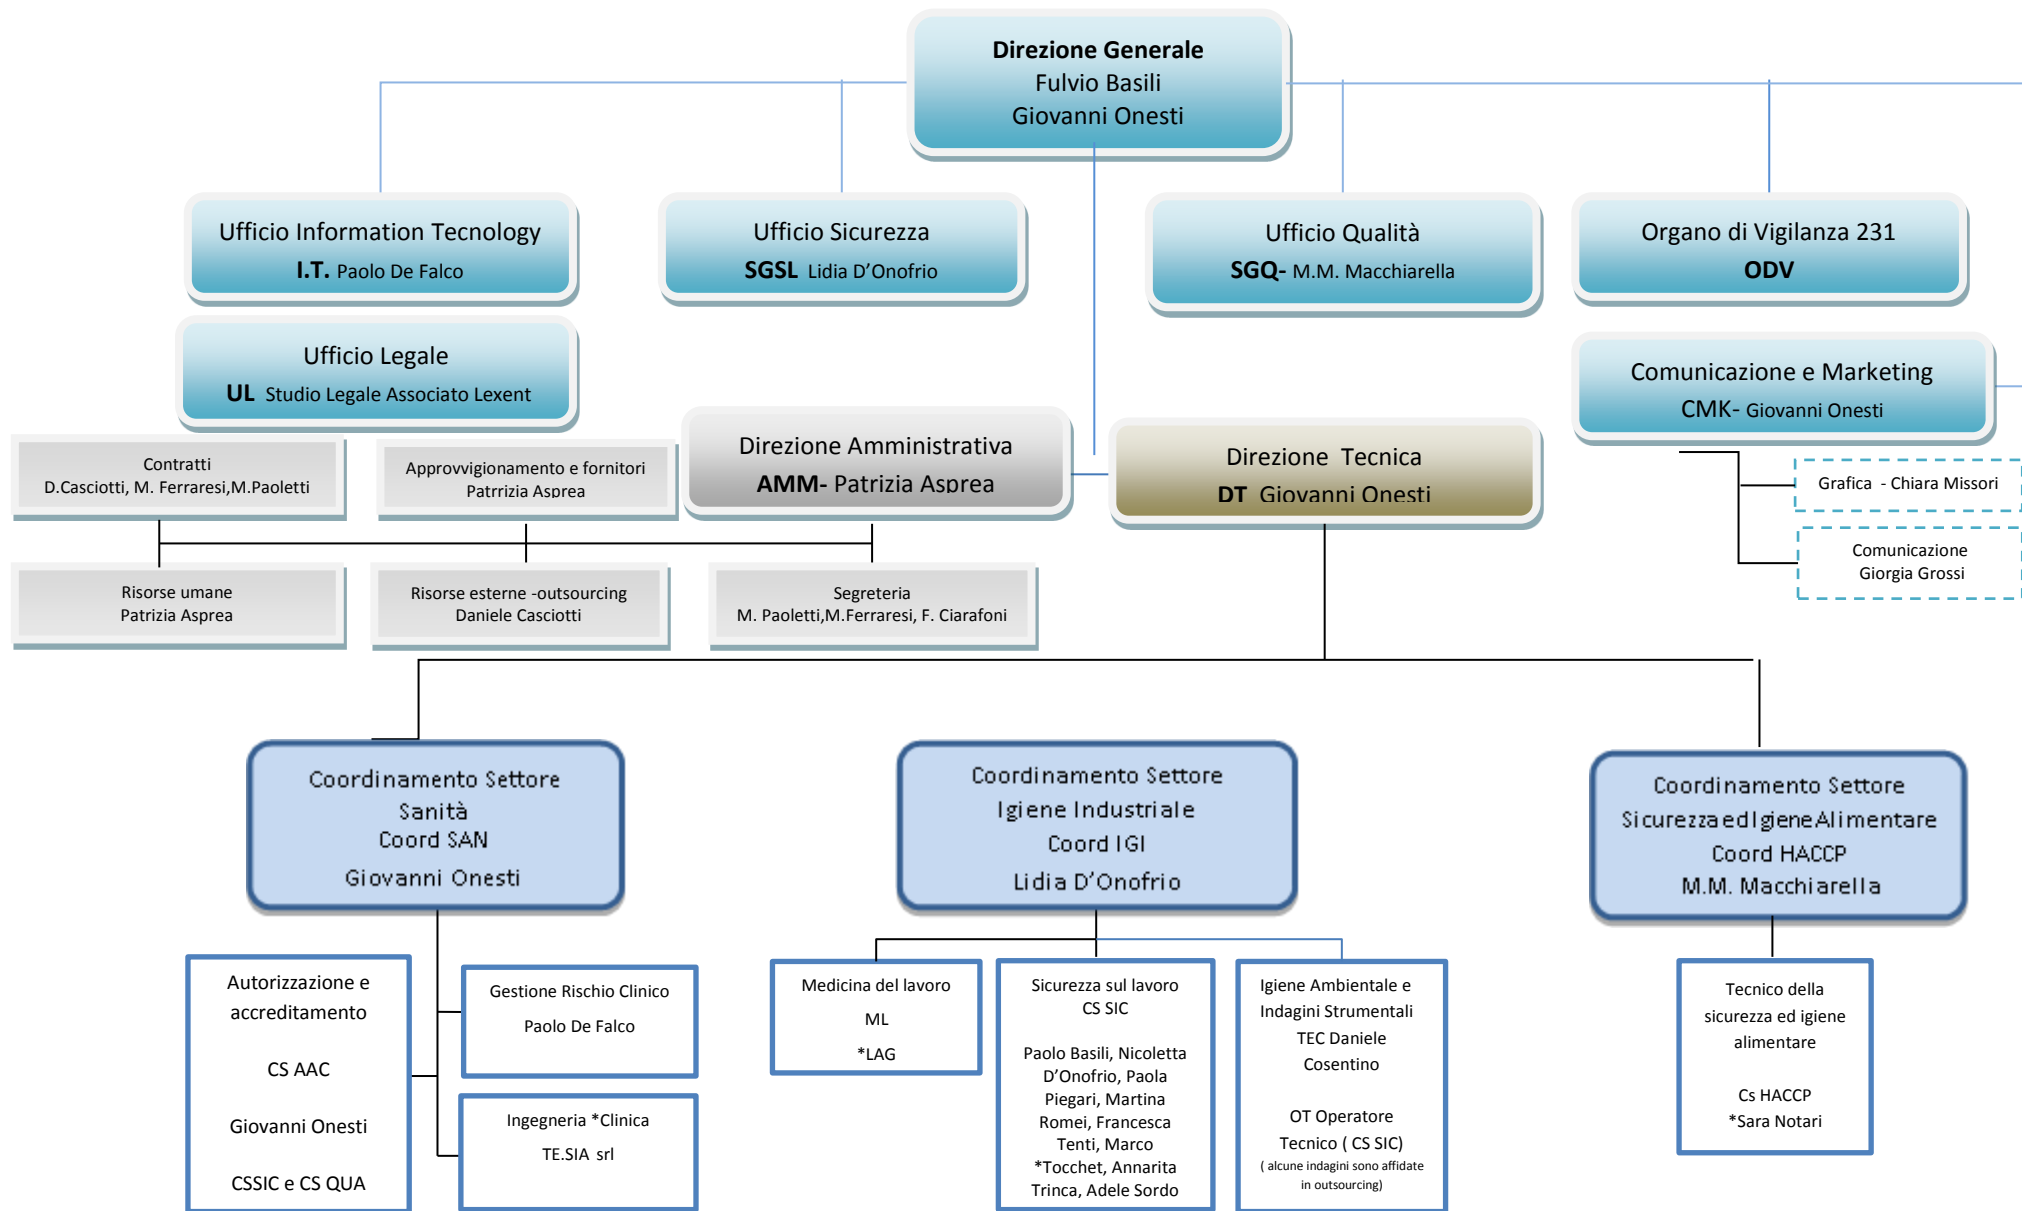 Direzione Generale
Fulvio Basili
Giovanni Onesti
Ufficio Information Tecnology
I.T. Paolo De Falco
Ufficio Sicurezza
SGSL Lidia D'Onofrio
Ufficio Qualità
SGQ- M.M. Macchiarella
Organo di Vigilanza 231
ODV
Ufficio Legale
UL Studio Legale Associato Lexent
Comunicazione e Marketing
CMK- Giovanni Onesti
Contratti
D.Casciotti, M. Ferraresi,M.Paoletti
Approvvigionamento e fornitori
Patrrizia Asprea
Direzione Amministrativa
AMM- Patrizia Asprea
Direzione Tecnica
DT Giovanni Onesti
Grafica - Chiara Missori
Comunicazione
Giorgia Grossi
Risorse umane
Patrizia Asprea
Risorse esterne -outsourcing
Daniele Casciotti
Segreteria
M. Paoletti,M.Ferraresi, F. Ciarafoni
Coordinamento Settore
Sanità
Coord SAN
Giovanni Onesti
Coordinamento Settore
Igiene Industriale
Coord IGI
Lidia D'Onofrio
Coordinamento Settore
Sicurezza ed Igiene Alimentare
Coord HACCP
M.M. Macchiarella
Autorizzazione e
accreditamento
CS AAC
Giovanni Onesti
CSSIC e CS QUA
Gestione Rischio Clinico
Paolo De Falco
Ingegneria *Clinica
TE.SIA srl
Medicina del lavoro
ML
*LAG
Sicurezza sul lavoro
CS SIC
Paolo Basili, Nicoletta
D'Onofrio, Paola
Piegari, Martina
Romei, Francesca
Tenti, Marco
*Tocchet, Annarita
Trinca, Adele Sordo
Igiene Ambientale e
Indagini Strumentali
TEC Daniele
Cosentino
OT Operatore
Tecnico ( CS SIC)
( alcune indagini sono affidate
in outsourcing)
Tecnico della
sicurezza ed igiene
alimentare
Cs HACCP
*Sara Notari